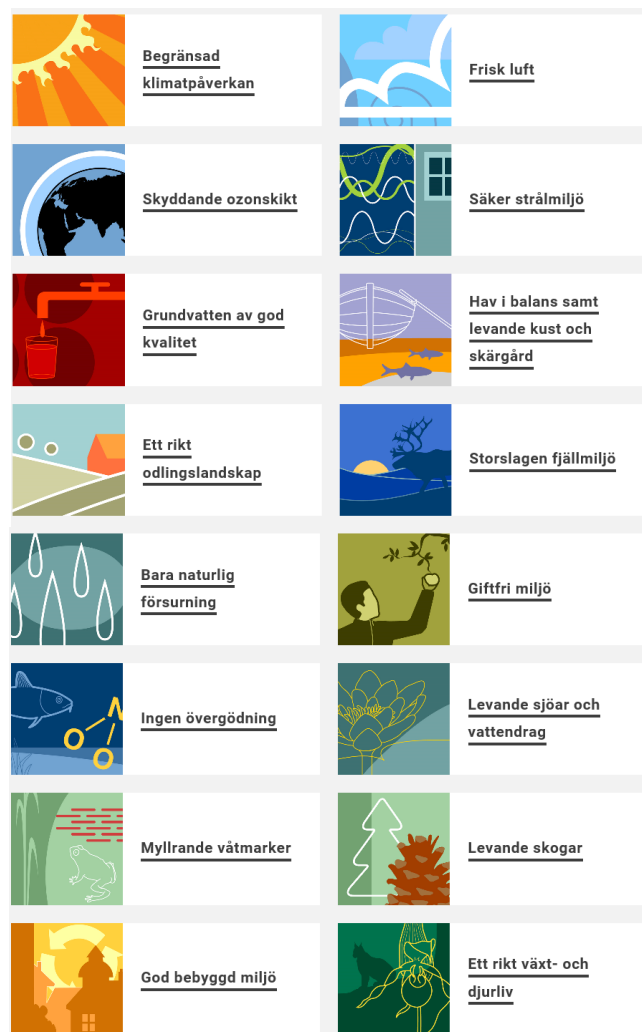 Begränsad
klimatpåverkan
Frisk luft
Skyddande ozonskikt
Säker strålmiljö
Grundvatten av god
kvalitet
Hav i balans samt
levande kust och
skärgård
Ett rikt
odlingslandskap
Storslagen fjällmiljö
Bara naturlig
försurning
Giftfri miljö
Ingen övergödning
N
O
O
Levande sjöar och
vattendrag
Myllrande våtmarker
Levande skogar
God bebyggd miljö
Ett rikt växt- och
djurliv